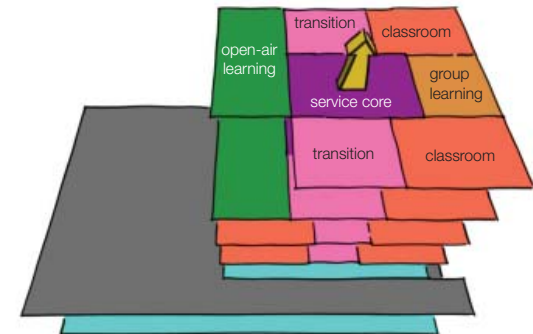 transition
classroom
open-air
learning
group
learning
service core
transition
classroom